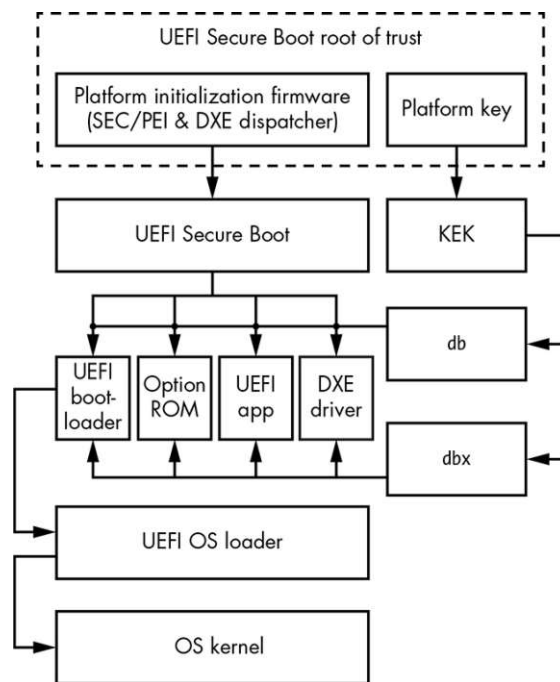 UEFI Secure Boot root of trust
Platform initialization firmware
(SEC/PEI & DXE dispatcher)
Platform key
UEFI Secure Boot
KEK
db
UEFI
boot-
loader
Option
ROM
UEFI
app
DXE
driver
dbx
UEFI OS loader
OS kernel